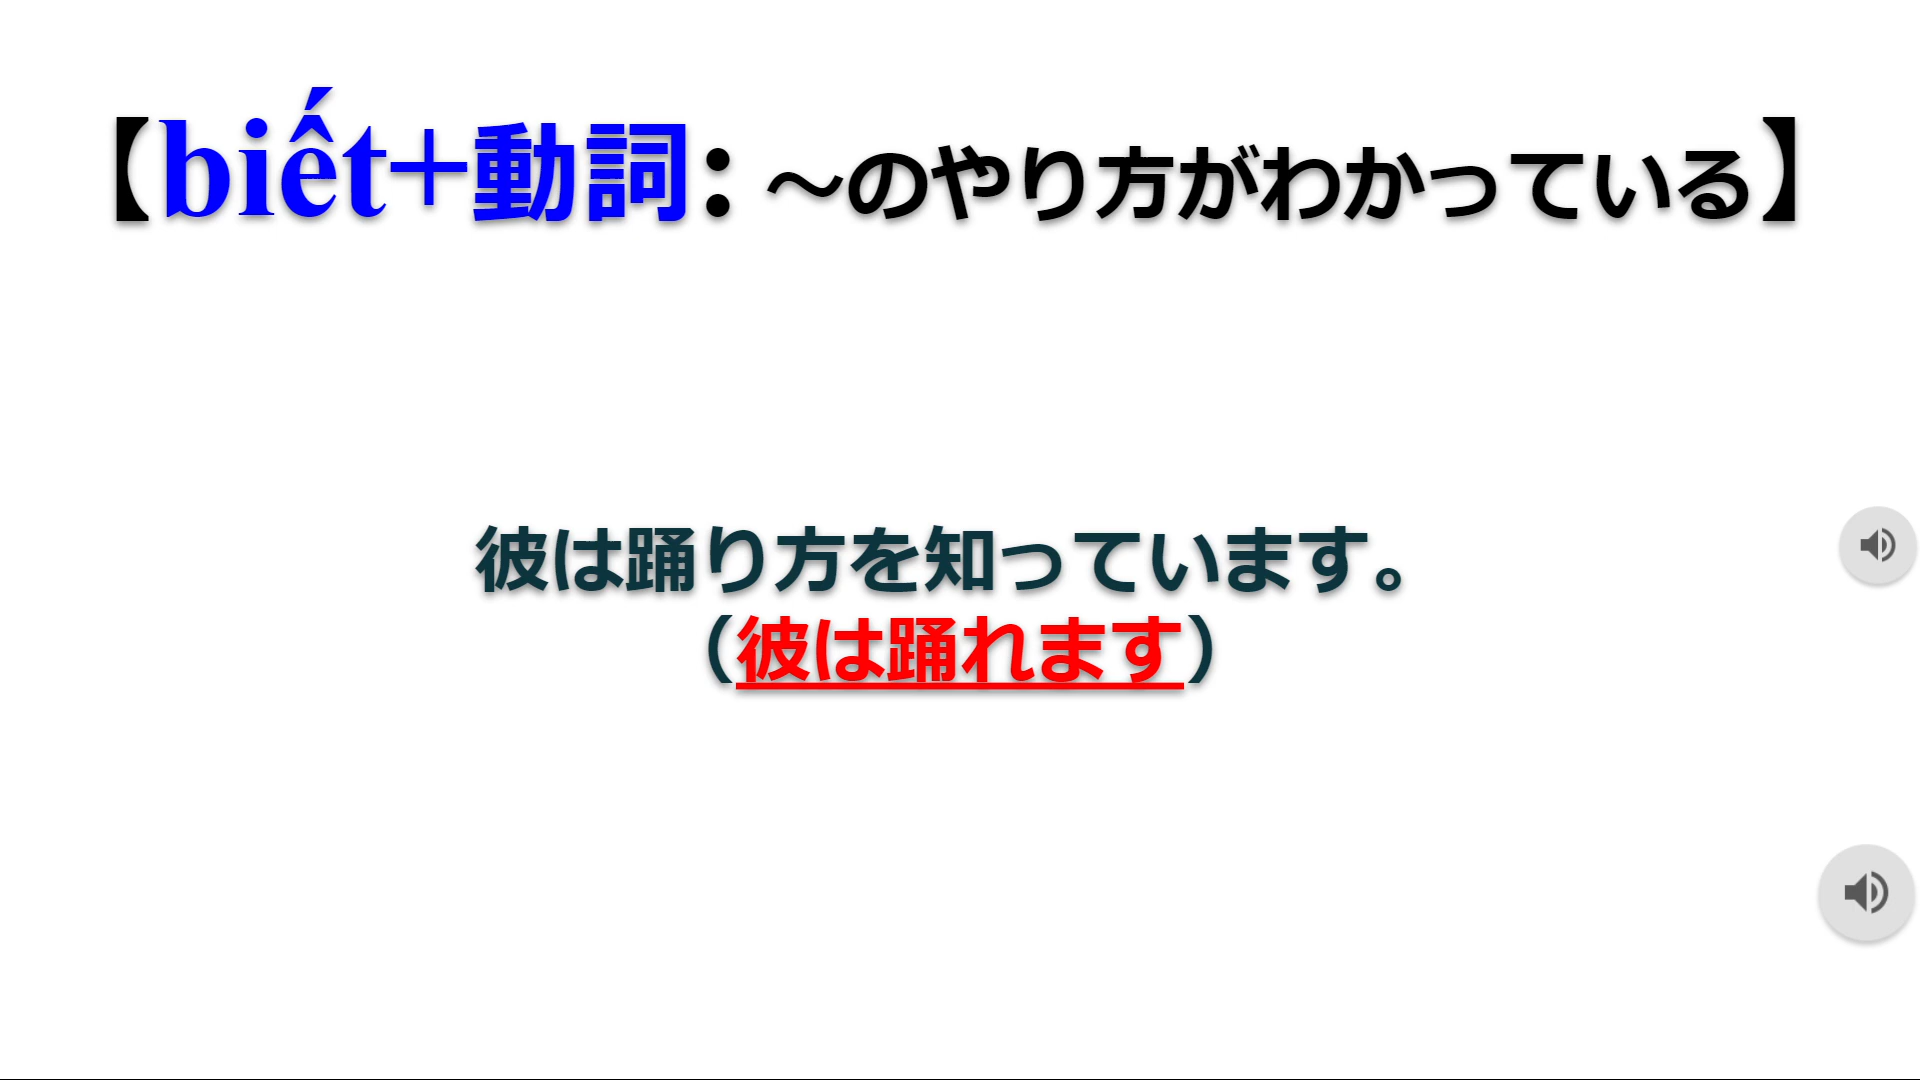 【biết+動詞：～のやり方がわかっている】
彼は踊り方を知っています。
（彼は踊れます）